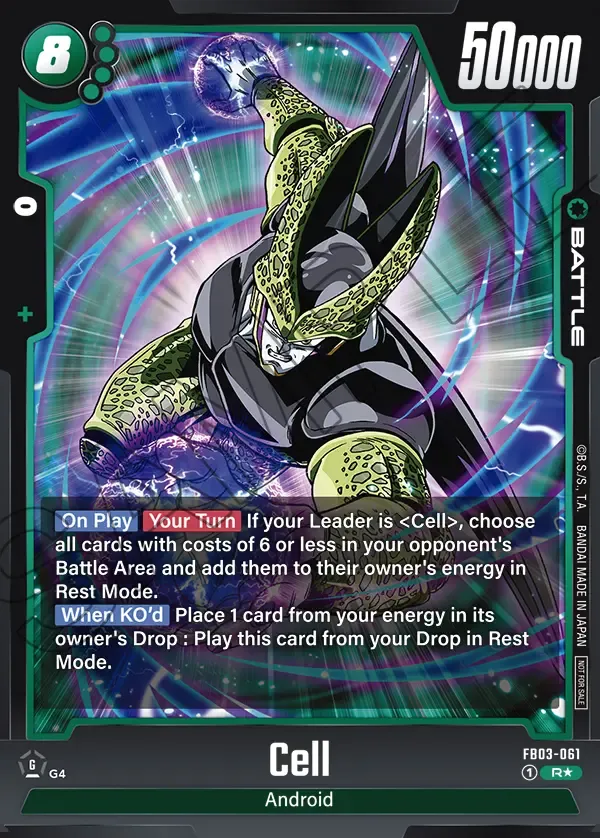 8
50000
0
+
BATTLE
On Play Your Turn If your Leader is <Cell>, choose
all cards with costs of 6 or less in your opponent's
Battle Area and add them to their owner's energy in
Rest Mode.
When KO'd Place 1 card from your energy in its
owner's Drop : Play this card from your Drop in Rest
Mode.
©B.S./S., T.A. BANDAI MADE IN JAPAN
NOT FOR SALE
Cell
FB03-061
G G4
1 R★
Android